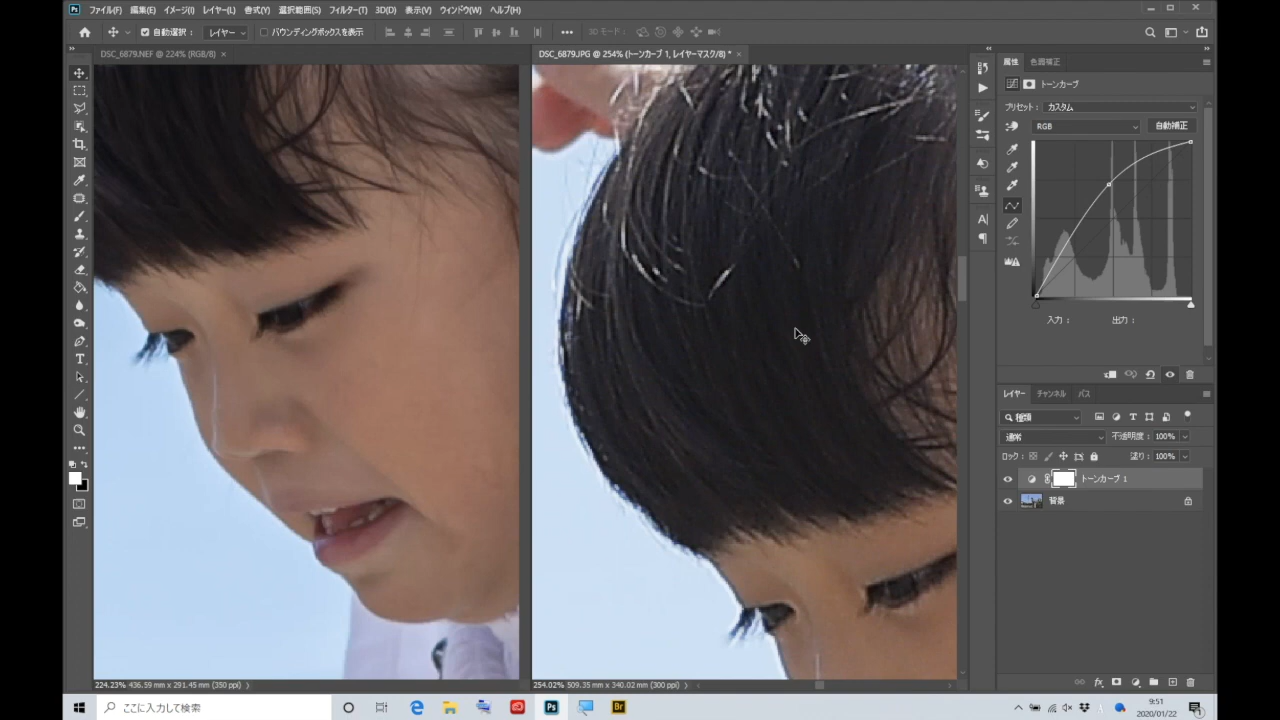 Ps ファイル(F) 編集(E) イメージ(I) レイヤー(L) 書式(Y) 選択範囲(S) フィルター(T) 3D(D) 表示(V) ウィンドウ(W) ヘルプ(H)
自動選択： レイヤー バウンディングボックスを表示 3D モード：
DSC_6879.NEF @ 224% (RGB/8) × DSC_6879.JPG @ 254% (トーンカーブ 1, レイヤーマスク/8) * ×
属性 色調補正
トーンカーブ
プリセット： カスタム
RGB 自動補正
入力： 出力：
レイヤー チャンネル パス
種類
通常 不透明度： 100%
ロック： 塗り： 100%
トーンカーブ 1
背景
224.23% 436.59 mm x 291.45 mm (350 ppi) 254.02% 509.35 mm x 340.02 mm (300 ppi)
ここに入力して検索 Ps Br
9:51
2020/01/22